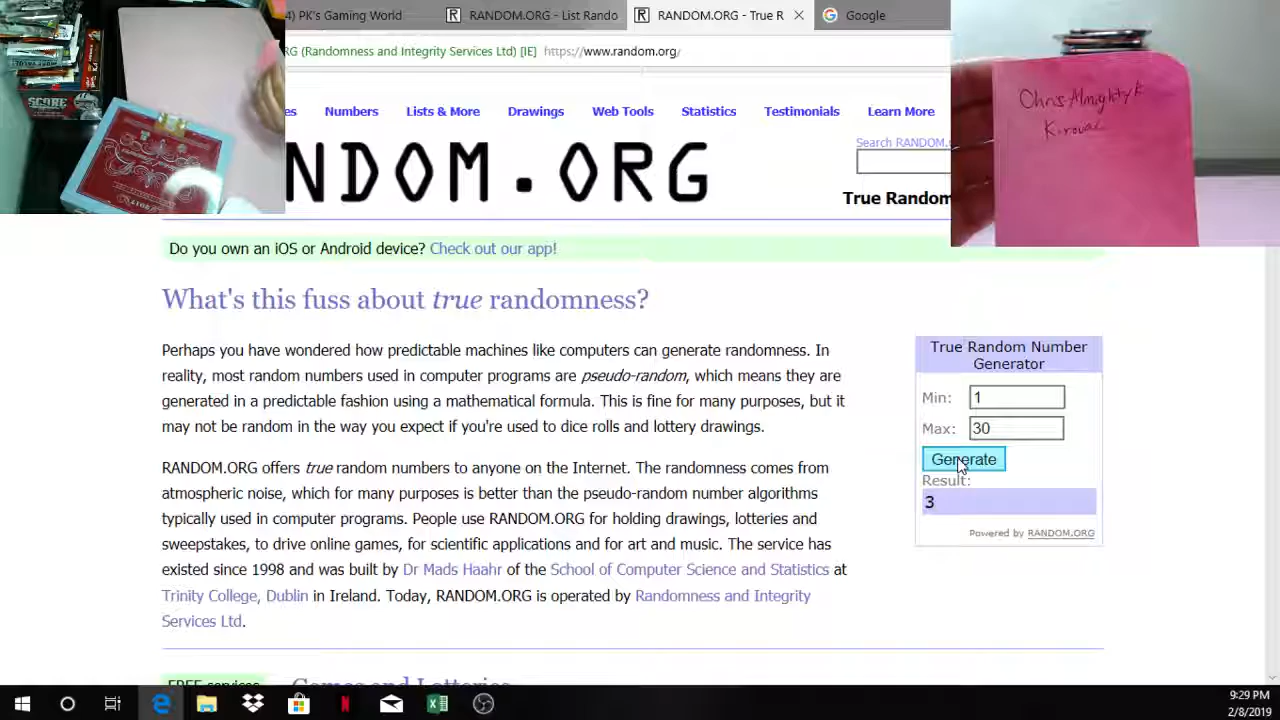 4) PK's Gaming World
RANDOM.ORG - List Rando
RANDOM.ORG - True R
Google
RG (Randomness and Integrity Services Ltd) [IE] https://www.random.org/
SCORE
Chris Almighty K
es Numbers Lists & More Drawings Web Tools Statistics Testimonials Learn More
Search RANDOM.
NDOM.ORG
True Random
Do you own an iOS or Android device? Check out our app!
What's this fuss about true randomness?
Perhaps you have wondered how predictable machines like computers can generate randomness. In
reality, most random numbers used in computer programs are pseudo-random, which means they are
generated in a predictable fashion using a mathematical formula. This is fine for many purposes, but it
may not be random in the way you expect if you're used to dice rolls and lottery drawings.
RANDOM.ORG offers true random numbers to anyone on the Internet. The randomness comes from
atmospheric noise, which for many purposes is better than the pseudo-random number algorithms
typically used in computer programs. People use RANDOM.ORG for holding drawings, lotteries and
sweepstakes, to drive online games, for scientific applications and for art and music. The service has
existed since 1998 and was built by Dr Mads Haahr of the School of Computer Science and Statistics at
Trinity College, Dublin in Ireland. Today, RANDOM.ORG is operated by Randomness and Integrity
Services Ltd.
True Random Number
Generator
Min: 1
Max: 30
Generate
Result:
3
Powered by RANDOM.ORG
FREE services
Games and Lotteries
9:29 PM
2/8/2019